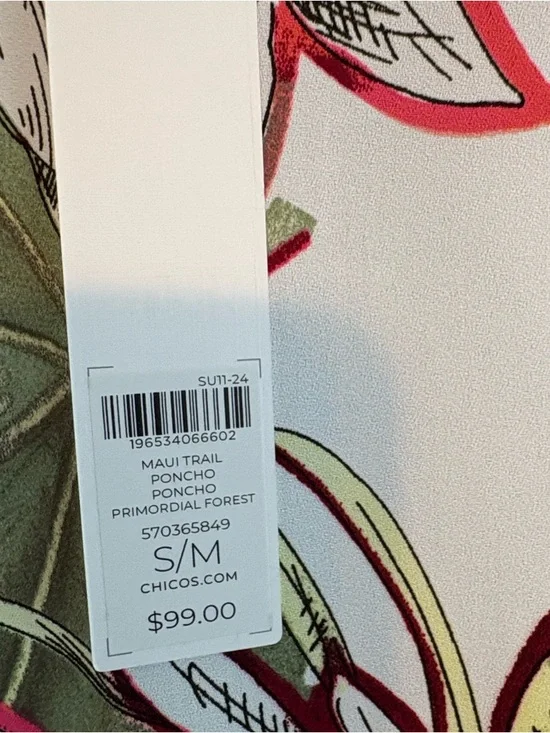 SU11-24
196534066602
MAUI TRAIL
PONCHO
PONCHO
PRIMORDIAL FOREST
570365849
S/M
CHICOS.COM
$99.00